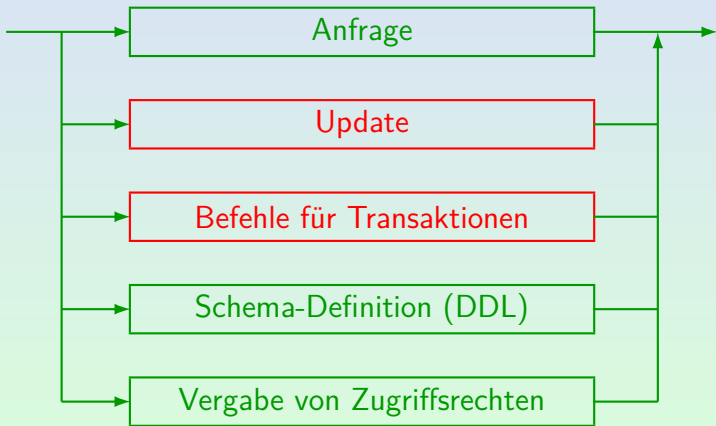 Anfrage
Update
Befehle für Transaktionen
Schema-Definition (DDL)
Vergabe von Zugriffsrechten